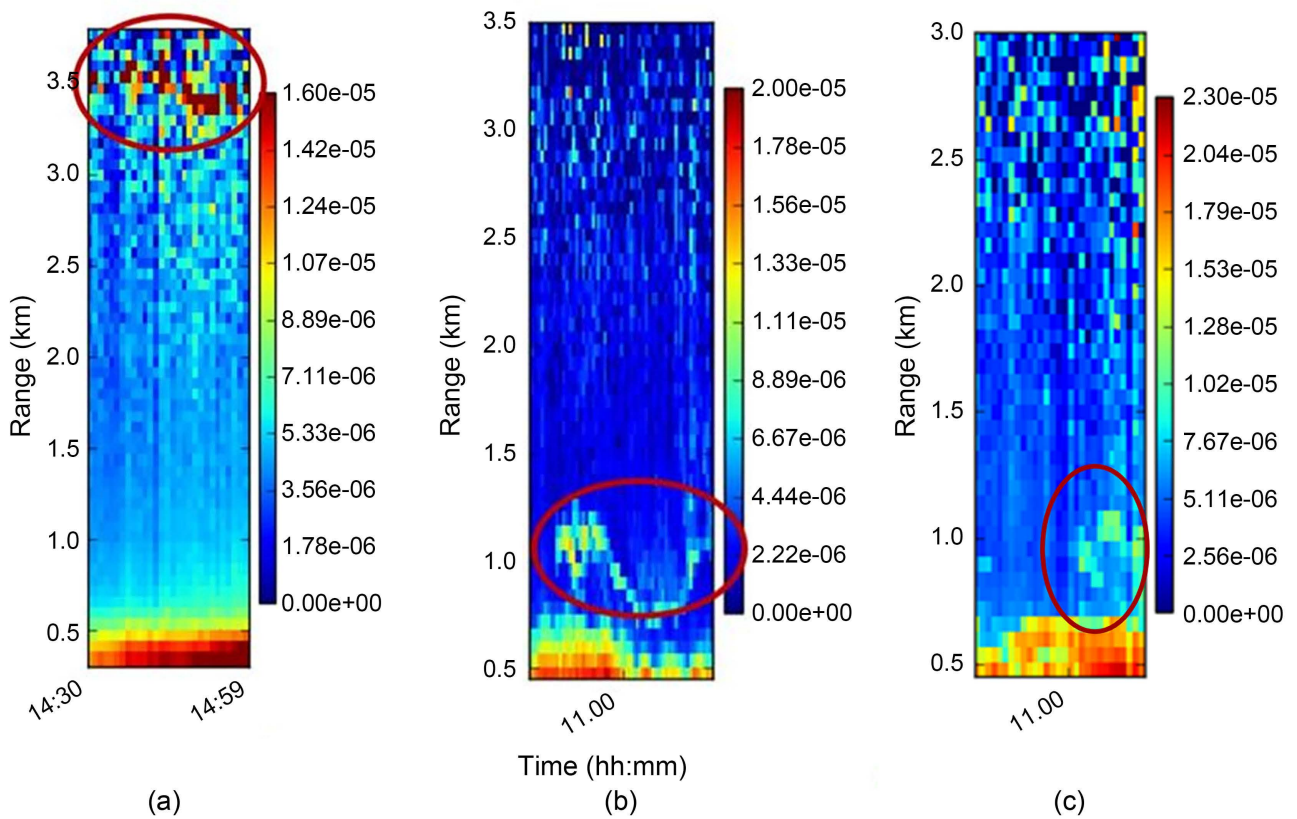 Range (km)
3.5
3.0
2.5
2.0
1.5
1.0
0.5
14:30
14:59
1.60e-05
1.42e-05
1.24e-05
1.07e-05
8.89e-06
7.11e-06
5.33e-06
3.56e-06
1.78e-06
0.00e+00
(a)
Range (km)
3.5
3.0
2.5
2.0
1.5
1.0
0.5
11.00
2.00e-05
1.78e-05
1.56e-05
1.33e-05
1.11e-05
8.89e-06
6.67e-06
4.44e-06
2.22e-06
0.00e+00
Time (hh:mm)
(b)
Range (km)
3.0
2.5
2.0
1.5
1.0
0.5
11.00
2.30e-05
2.04e-05
1.79e-05
1.53e-05
1.28e-05
1.02e-05
7.67e-06
5.11e-06
2.56e-06
0.00e+00
(c)